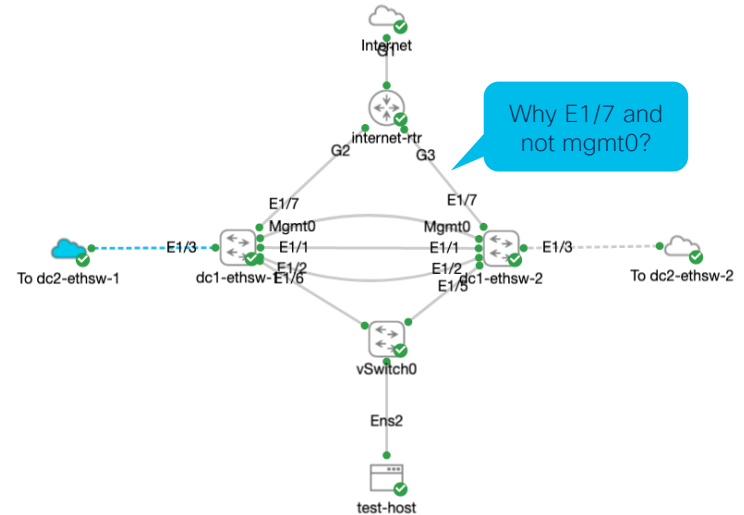 Internet
G1
Why E1/7 and
not mgmt0?
internet-rtr
G2
G3
E1/7
E1/7
Mgmt0
Mgmt0
E1/3
E1/1
E1/1
E1/3
To dc2-ethsw-1
dc1-ethsw-1
E1/2
E1/2
dc1-ethsw-2
To dc2-ethsw-2
E1/6
E1/5
vSwitch0
Ens2
test-host